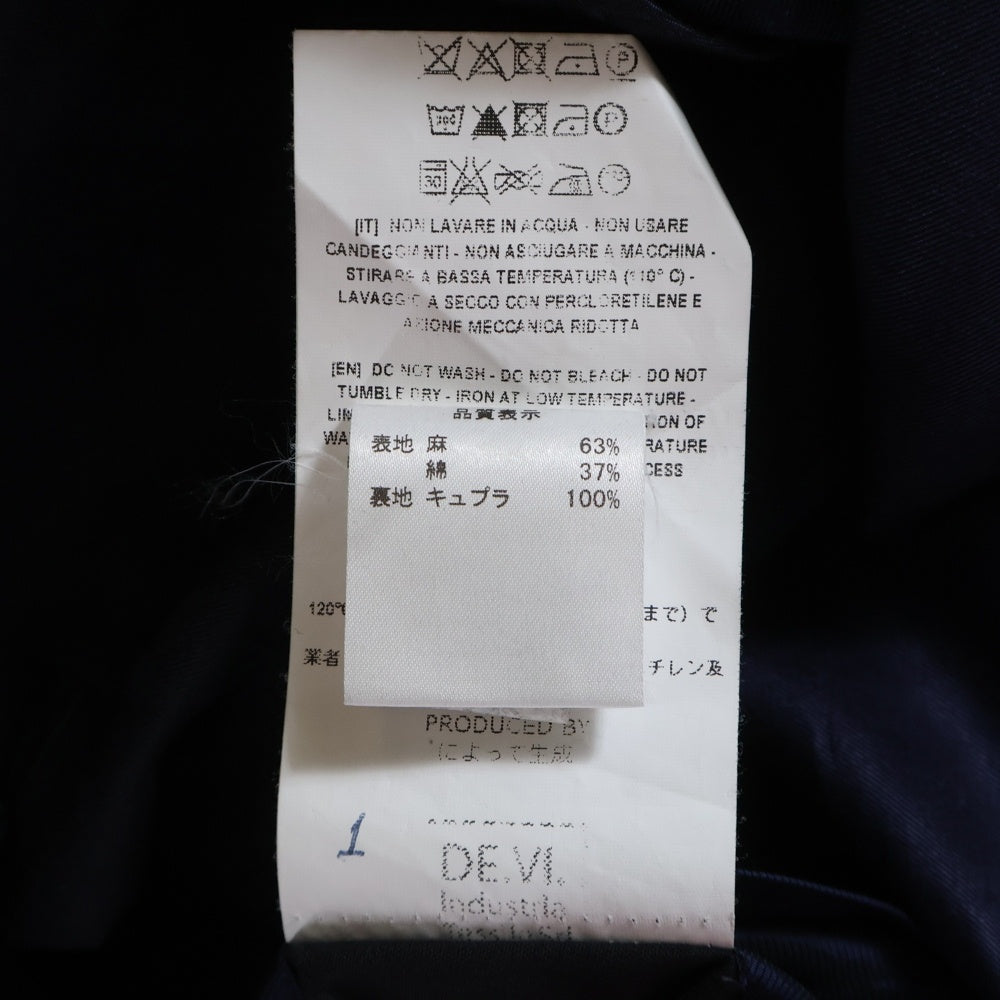 [IT] NON LAVARE IN ACQUA - NON USARE
CANDEGGIANTI - NON ASCIUGARE A MACCHINA -
STIRARE A BASSA TEMPERATURA (110° C) -
LAVAGGIO A SECCO CON PERCLORETILENE E
AZIONE MECCANICA RIDOTTA
[EN] DO NOT WASH - DO NOT BLEACH - DO NOT
TUMBLE DRY - IRON AT LOW TEMPERATURE -
品質表示
表地 麻 63%
綿 37%
裏地 キュプラ 100%
まで) で
業者
チレン及
PRODUCED BY
によって生成
1
DE.VI.
Industria